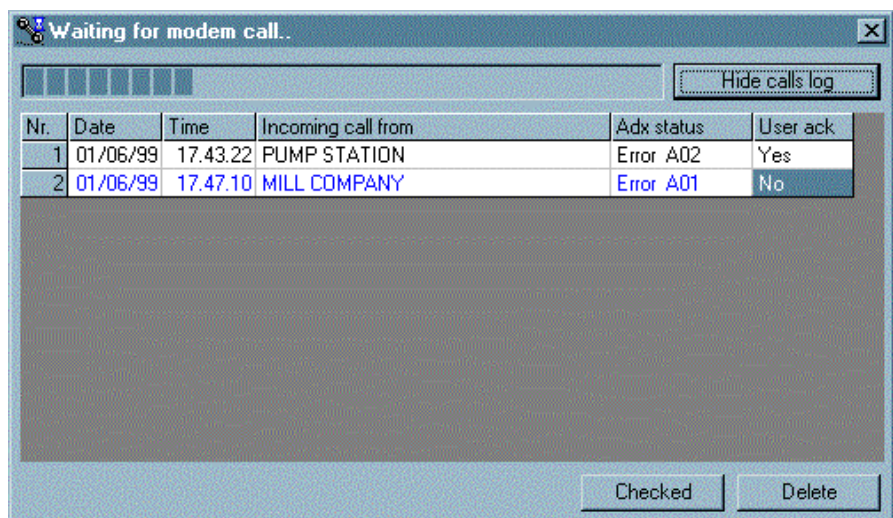 Waiting for modem call..
Hide calls log
Nr. Date Time Incoming call from Adx status User ack
1 01/06/99 17.43.22 PUMP STATION Error A02 Yes
2 01/06/99 17.47.10 MILL COMPANY Error A01 No
Checked Delete